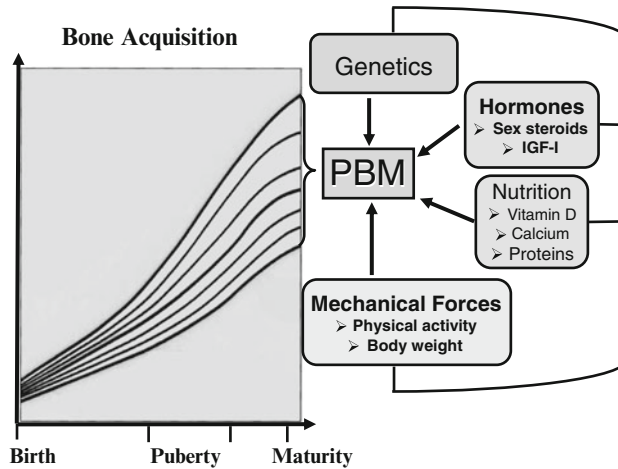 Bone Acquisition
Genetics
Hormones
➢ Sex steroids
➢ IGF-I
PBM
Nutrition
➢ Vitamin D
➢ Calcium
➢ Proteins
Mechanical Forces
➢ Physical activity
➢ Body weight
Birth
Puberty
Maturity